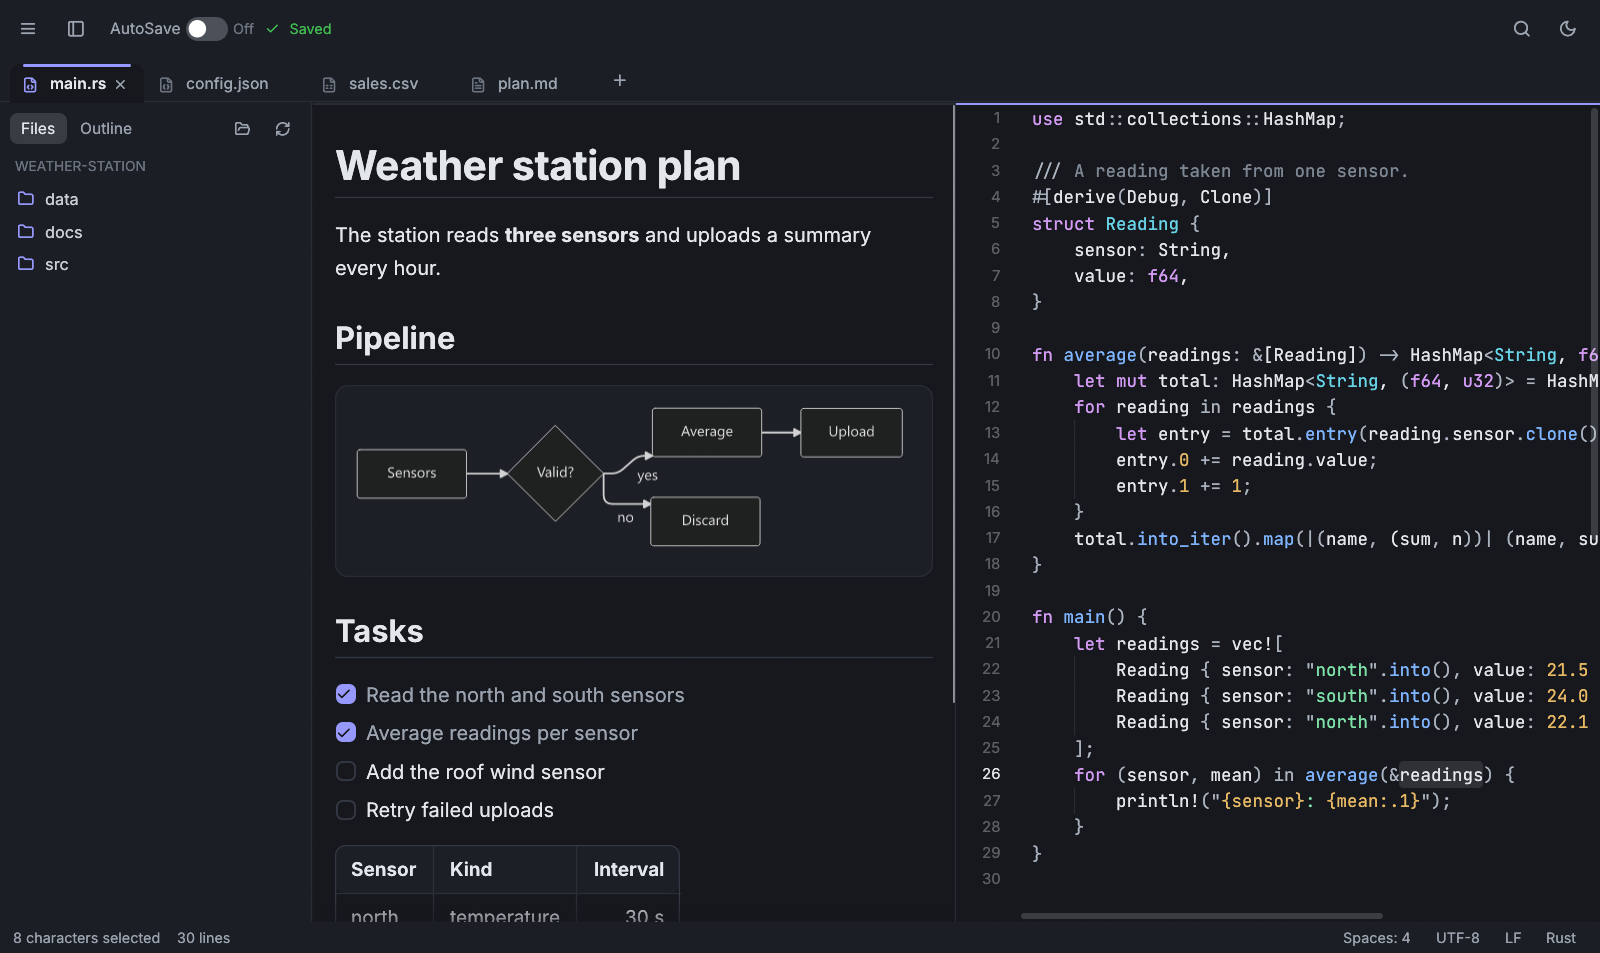 AutoSave Off Saved
main.rs config.json sales.csv plan.md
Files Outline
WEATHER-STATION
data
docs
src
Weather station plan
The station reads three sensors and uploads a summary
every hour.
Pipeline
Sensors
Valid?
yes
no
Average
Upload
Discard
Tasks
Read the north and south sensors
Average readings per sensor
Add the roof wind sensor
Retry failed uploads
Sensor Kind Interval
north temperature 30 s
1 use std::collections::HashMap;
2
3 /// A reading taken from one sensor.
4 #[derive(Debug, Clone)]
5 struct Reading {
6     sensor: String,
7     value: f64,
8 }
9
10 fn average(readings: &[Reading]) -> HashMap<String, f6
11     let mut total: HashMap<String, (f64, u32)> = HashM
12     for reading in readings {
13         let entry = total.entry(reading.sensor.clone()
14         entry.0 += reading.value;
15         entry.1 += 1;
16     }
17     total.into_iter().map(|(name, (sum, n))| (name, su
18 }
19
20 fn main() {
21     let readings = vec![
22         Reading { sensor: "north".into(), value: 21.5
23         Reading { sensor: "south".into(), value: 24.0
24         Reading { sensor: "north".into(), value: 22.1
25     ];
26     for (sensor, mean) in average(&readings) {
27         println!("{sensor}: {mean:.1}");
28     }
29 }
30
8 characters selected 30 lines
Spaces: 4 UTF-8 LF Rust